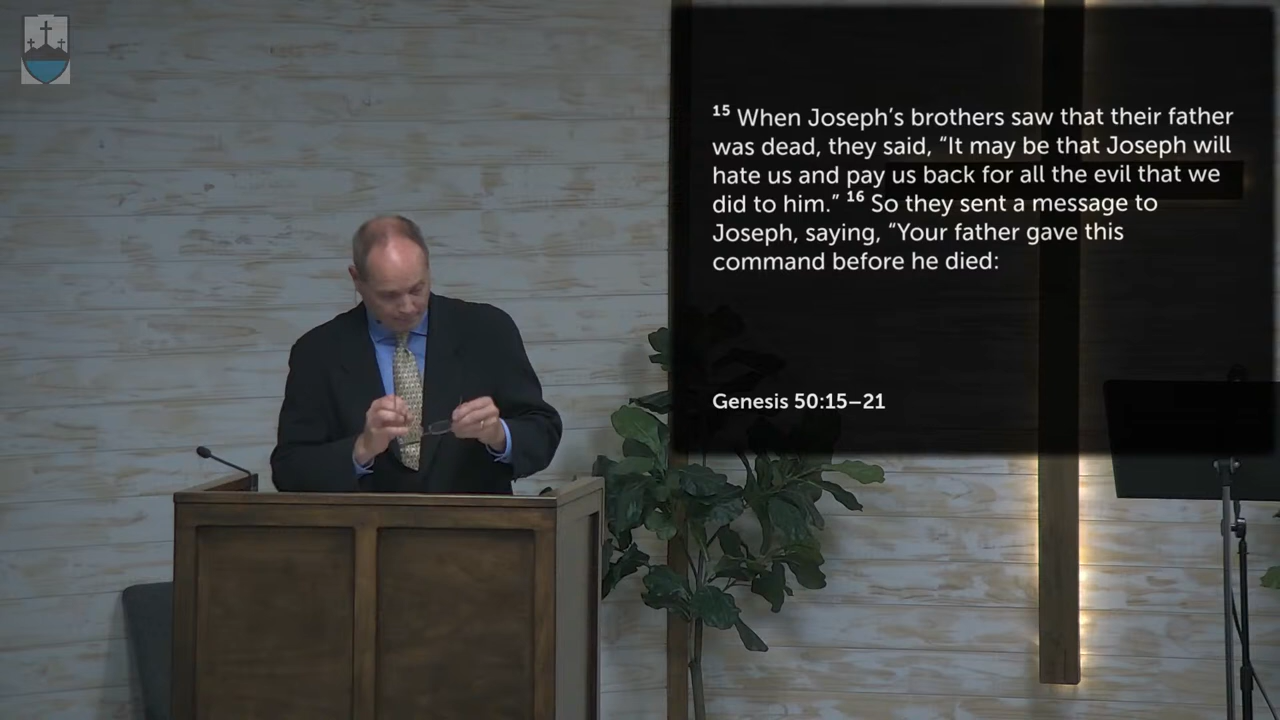 15 When Joseph’s brothers saw that their father
was dead, they said, “It may be that Joseph will
hate us and pay us back for all the evil that we
did to him.” 16 So they sent a message to
Joseph, saying, “Your father gave this
command before he died:
Genesis 50:15–21